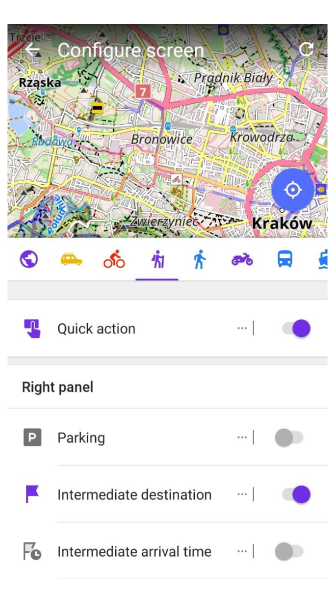 Trzcie
Configure screen
Prądnik Biały
Rząska
7
Bronowice
Krowodrza
Rudawa
Zwierzyniec
Kraków
Quick action
... |
Right panel
P
Parking
... |
Intermediate destination
... |
Intermediate arrival time
... |